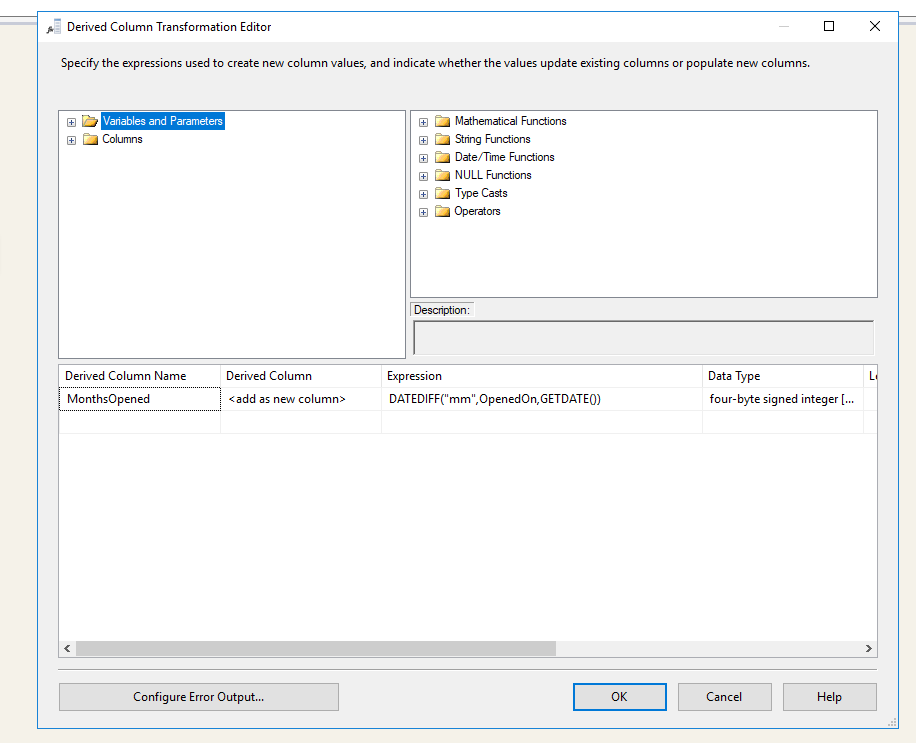 Derived Column Transformation Editor
Specify the expressions used to create new column values, and indicate whether the values update existing columns or populate new columns.
Variables and Parameters
Columns
Mathematical Functions
String Functions
Date/Time Functions
NULL Functions
Type Casts
Operators
Description:
Derived Column Name Derived Column Expression Data Type
MonthsOpened <add as new column> DATEDIFF("mm",OpenedOn,GETDATE()) four-byte signed integer [...
Configure Error Output... OK Cancel Help